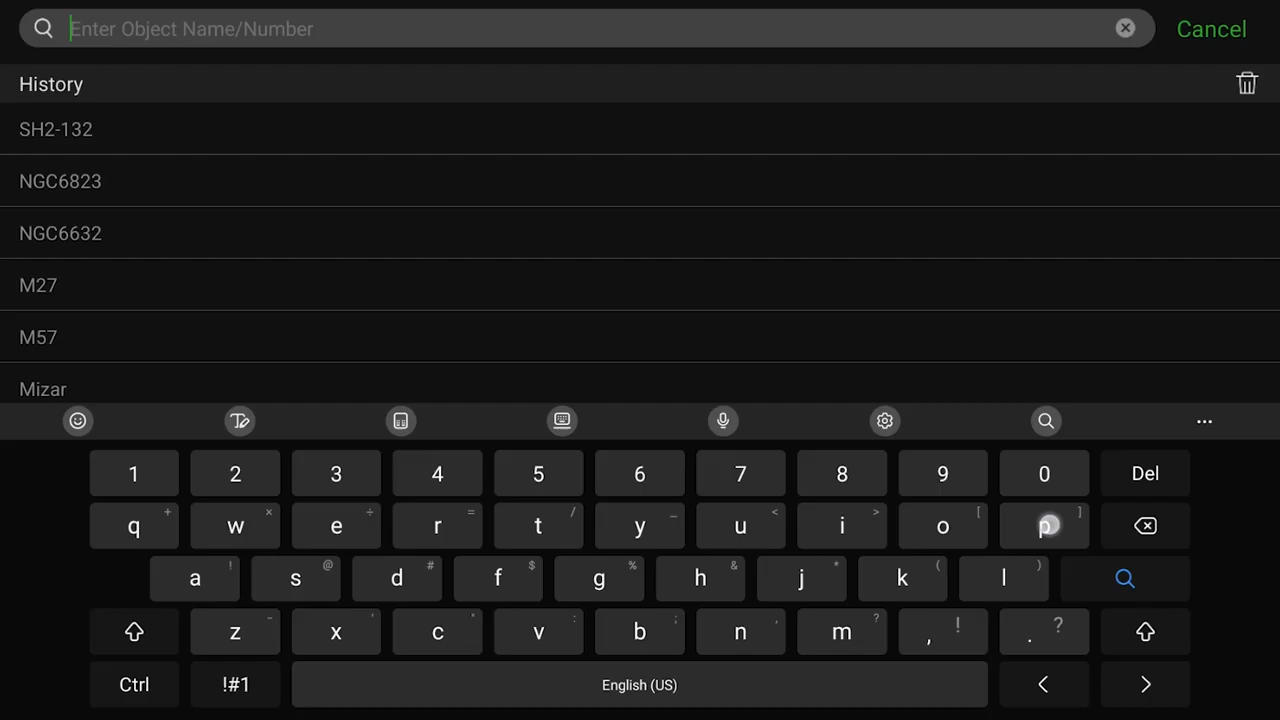 Enter Object Name/Number
Cancel
History
SH2-132
NGC6823
NGC6632
M27
M57
Mizar
1 2 3 4 5 6 7 8 9 0 Del
q + w × e ÷ r = t / y _ u < i > o [ p ]
a ! s @ d # f $ g % h & j * k ( l )
z - x ' c " v : b ; n , m ? , ! . ?
Ctrl !#1 English (US) < >